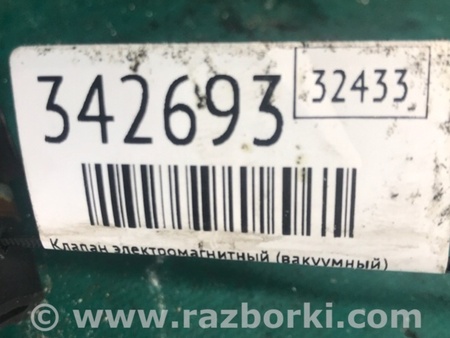 342693 32433
Клапан электромагнитный (вакуумный)
© www.razborki.com